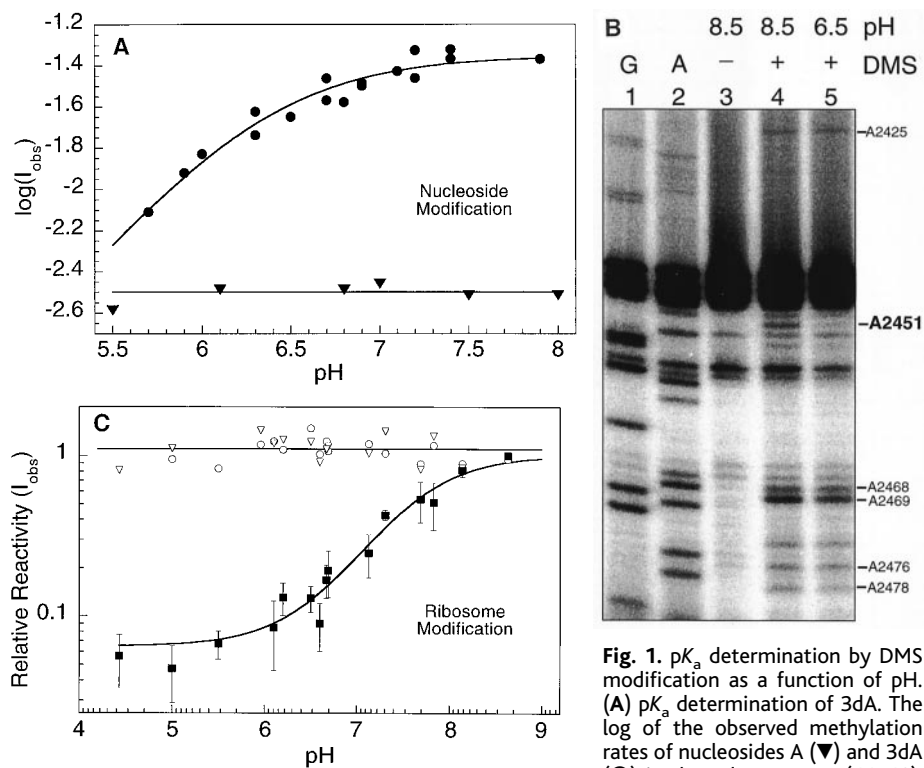 A
-1.2
-1.4
-1.6
-1.8
-2
-2.2
-2.4
-2.6
log(I_obs)
Nucleoside
Modification
5.5 6 6.5 7 7.5 8
pH
B 8.5 8.5 6.5 pH
G A − + + DMS
1 2 3 4 5
A2425
A2451
A2468
A2469
A2476
A2478
C
1
0.1
Relative Reactivity (I_obs)
Ribosome
Modification
4 5 6 7 8 9
pH
Fig. 1. pK_a determination by DMS
modification as a function of pH.
(A) pK_a determination of 3dA. The
log of the observed methylation
rates of nucleosides A (▼) and 3dA